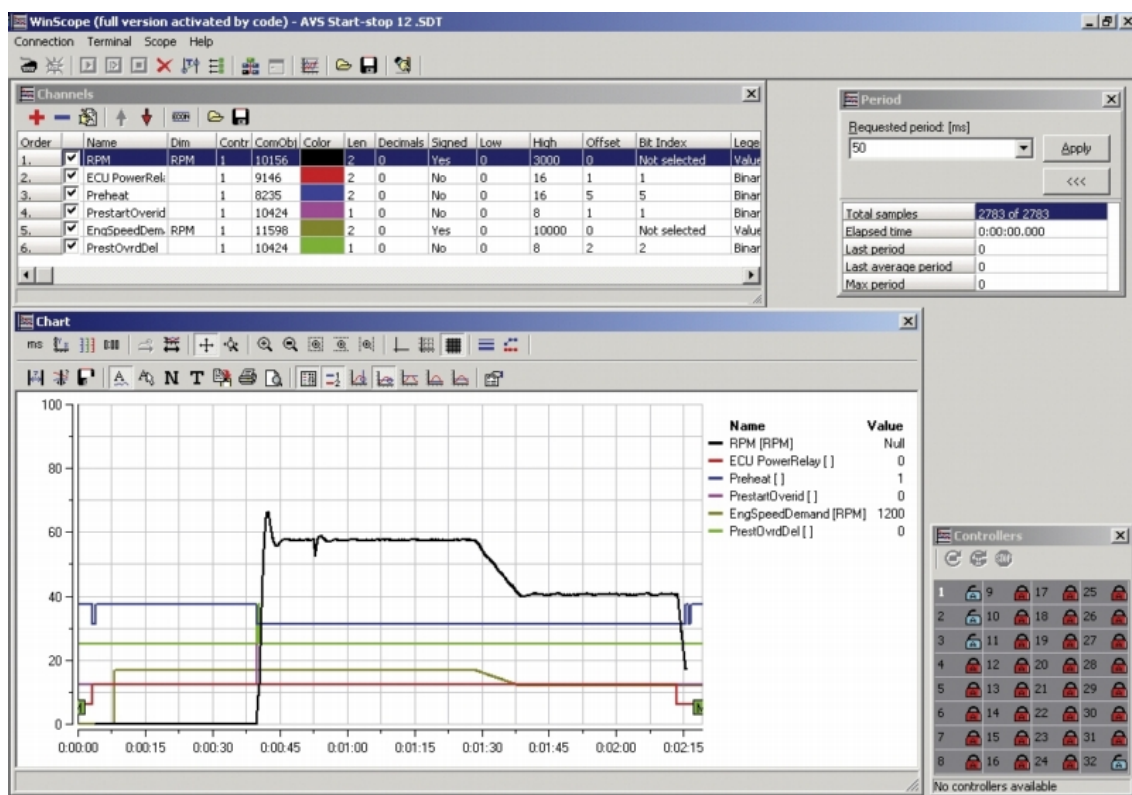 WinScope (full version activated by code) - AVS Start-stop 12 .SDT
Connection Terminal Scope Help
Channels
Order Name Dim Contr ComObj Color Len Decimals Signed Low High Offset Bit Index Lege
1. RPM RPM 1 10156 2 0 Yes 0 3000 0 Not selected Value
2. ECU PowerRela 1 9146 2 0 No 0 16 1 1 Binar
3. Preheat 1 8235 2 0 No 0 16 5 5 Binar
4. PrestartOverid 1 10424 1 0 No 0 8 1 1 Binar
5. EngSpeedDem RPM 1 11598 2 0 Yes 0 10000 0 Not selected Value
6. PrestOvrdDel 1 10424 1 0 No 0 8 2 2 Binar
Period
Requested period: [ms]
50
Apply
<<<
Total samples 2783 of 2783
Elapsed time 0:00:00.000
Last period 0
Last average period 0
Max period 0
Chart
ms
N T
100
80
60
40
20
0
0:00:00 0:00:15 0:00:30 0:00:45 0:01:00 0:01:15 0:01:30 0:01:45 0:02:00 0:02:15
Name Value
RPM [RPM] Null
ECU PowerRelay [ ] 0
Preheat [ ] 1
PrestartOverid [ ] 0
EngSpeedDemand [RPM] 1200
PrestOvrdDel [ ] 0
Controllers
1 9 17 25
2 10 18 26
3 11 19 27
4 12 20 28
5 13 21 29
6 14 22 30
7 15 23 31
8 16 24 32
No controllers available